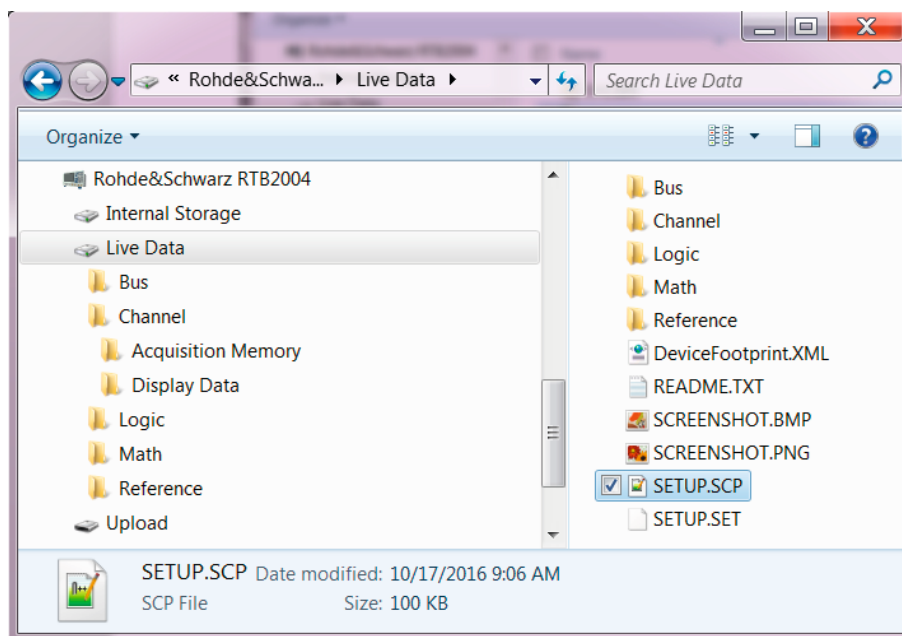 Organize
« Rohde&Schwa... Live Data
Search Live Data
Organize
Rohde&Schwarz RTB2004
Internal Storage
Live Data
Bus
Channel
Acquisition Memory
Display Data
Logic
Math
Reference
Upload
Bus
Channel
Logic
Math
Reference
DeviceFootprint.XML
README.TXT
SCREENSHOT.BMP
SCREENSHOT.PNG
SETUP.SCP
SETUP.SET
SETUP.SCP Date modified: 10/17/2016 9:06 AM
SCP File Size: 100 KB